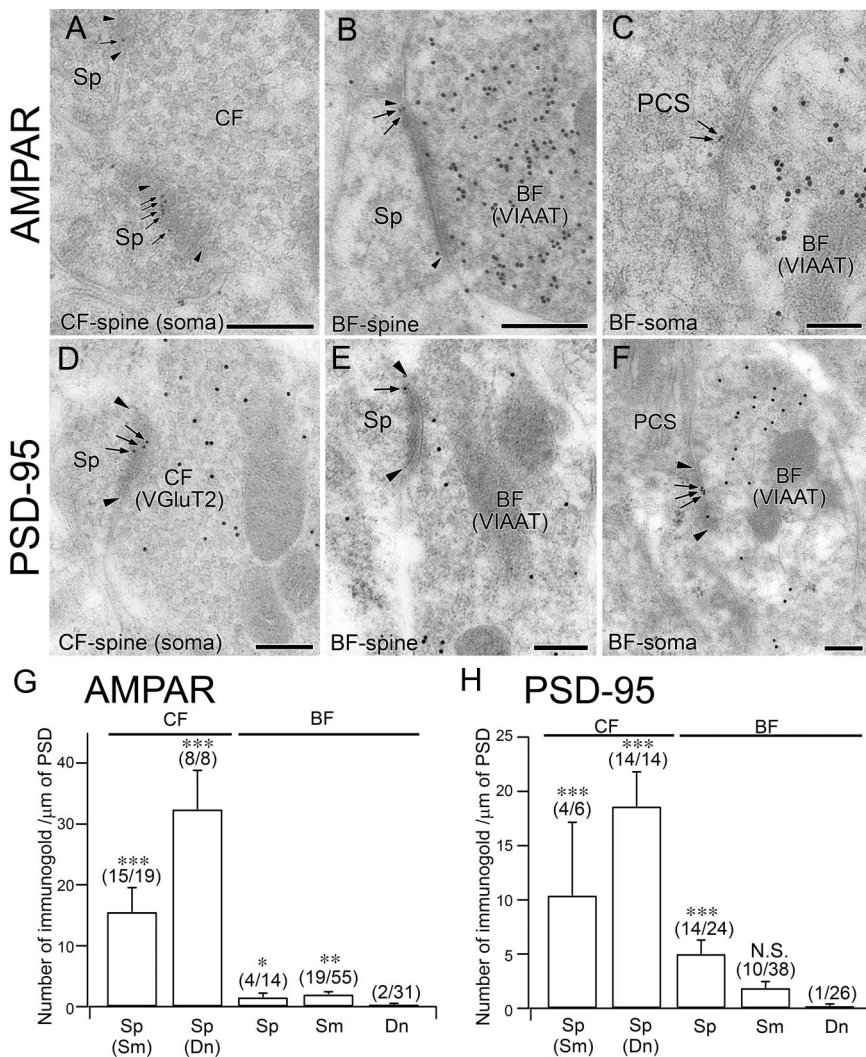 AMPAR
A
Sp
CF
Sp
CF-spine (soma)
B
Sp
BF
(VIAAT)
BF-spine
C
PCS
BF
(VIAAT)
BF-soma
PSD-95
D
Sp
CF
(VGluT2)
CF-spine (soma)
E
Sp
BF
(VIAAT)
BF-spine
F
PCS
BF
(VIAAT)
BF-soma
G AMPAR
CF BF
Number of immunogold /μm of PSD
40
30
20
10
0
***
(15/19)
***
(8/8)
*
(4/14)
**
(19/55)
(2/31)
Sp Sp Sp Sm Dn
(Sm) (Dn)
H PSD-95
CF BF
Number of immunogold /μm of PSD
25
20
15
10
5
0
***
(4/6)
***
(14/14)
***
(14/24)
N.S.
(10/38)
(1/26)
Sp Sp Sp Sm Dn
(Sm) (Dn)